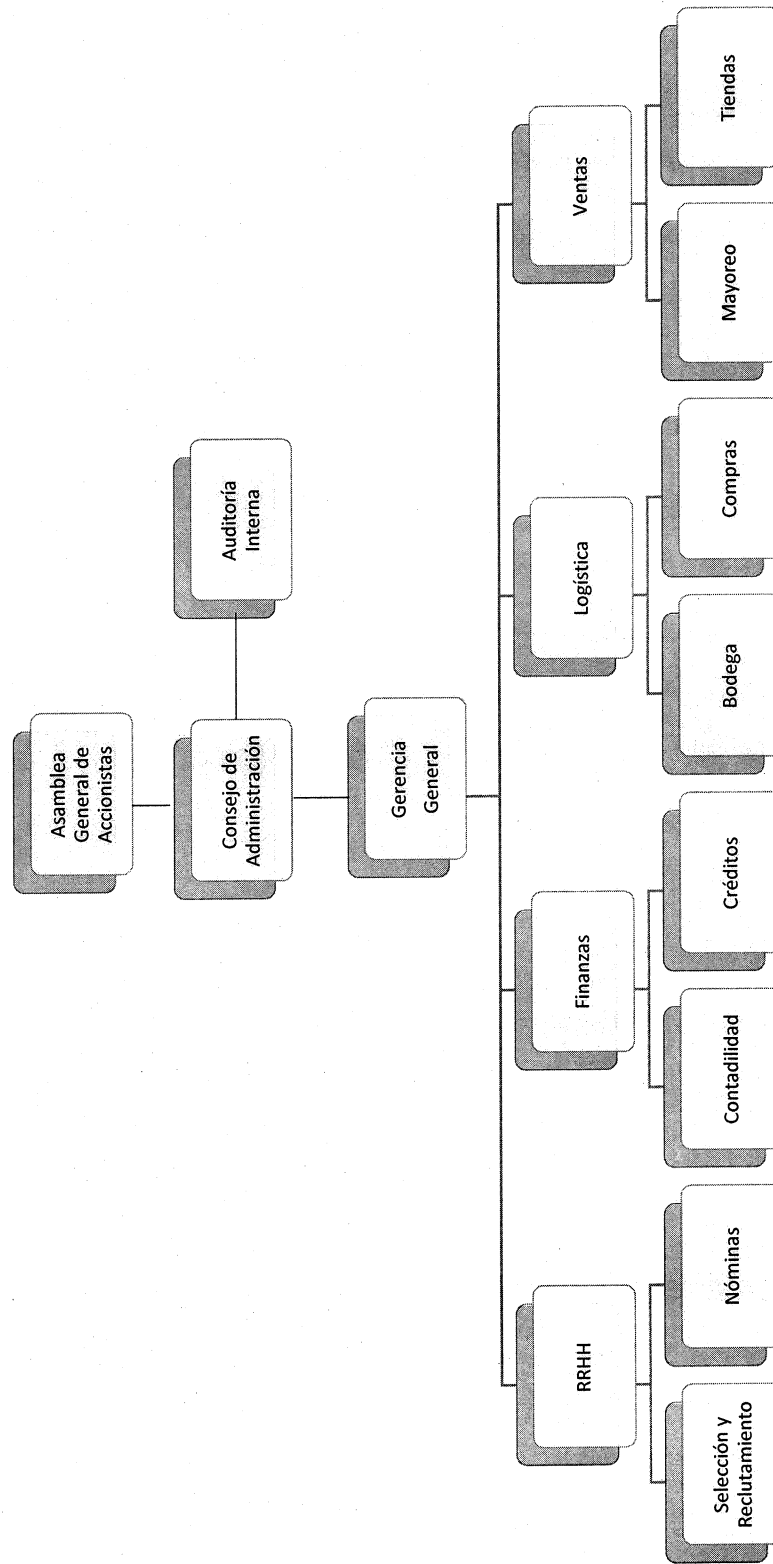 Asamblea
General de
Accionistas
Consejo de
Administración
Auditoría
Interna
Gerencia
General
RRHH
Finanzas
Logística
Ventas
Selección y
Reclutamiento
Nóminas
Contadilidad
Créditos
Bodega
Compras
Mayoreo
Tiendas